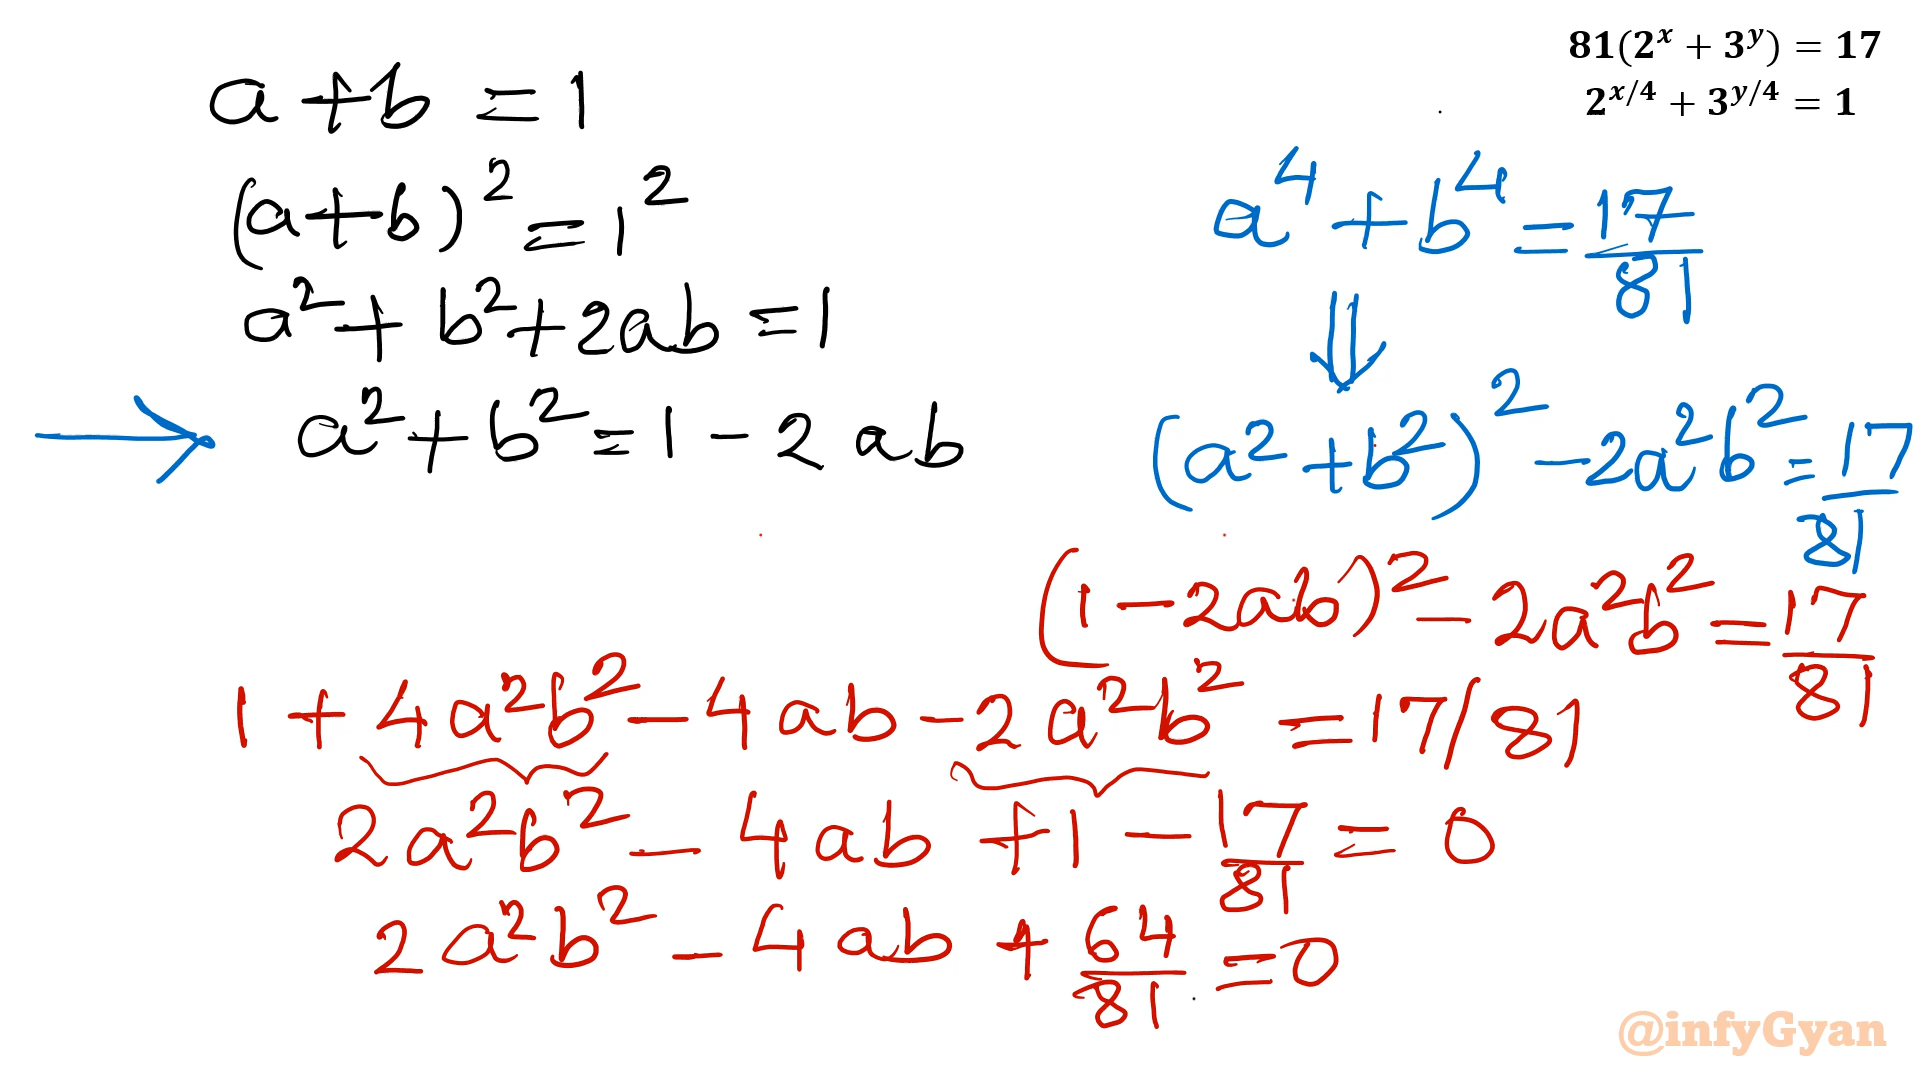 81(2^x + 3^y) = 17
2^{x/4} + 3^{y/4} = 1
a + b = 1
(a + b)^2 = 1^2
a^2 + b^2 + 2ab = 1
→ a^2 + b^2 = 1 - 2ab
a^4 + b^4 = 17/81
⇓
(a^2 + b^2)^2 - 2a^2b^2 = 17/81
(1 - 2ab)^2 - 2a^2b^2 = 17/81
1 + 4a^2b^2 - 4ab - 2a^2b^2 = 17/81
2a^2b^2 - 4ab + 1 - 17/81 = 0
2a^2b^2 - 4ab + 64/81 = 0
@infyGyan